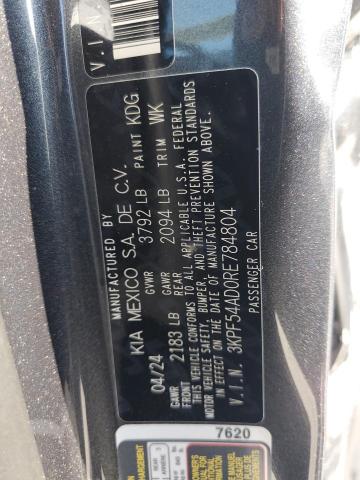 MANUFACTURED BY
KIA MEXICO S.A. DE C.V.
04/24 GVWR 3792 LB PAINT KDG
GAWR FRONT 2183 LB GAWR REAR 2094 LB TRIM WK
THIS VEHICLE CONFORMS TO ALL APPLICABLE U.S.A. FEDERAL
MOTOR VEHICLE SAFETY, BUMPER, AND THEFT PREVENTION STANDARDS
IN EFFECT ON THE DATE OF MANUFACTURE SHOWN ABOVE.
V.I.N. 3KPF54AD0RE784804
PASSENGER CAR
V.I.N
7620